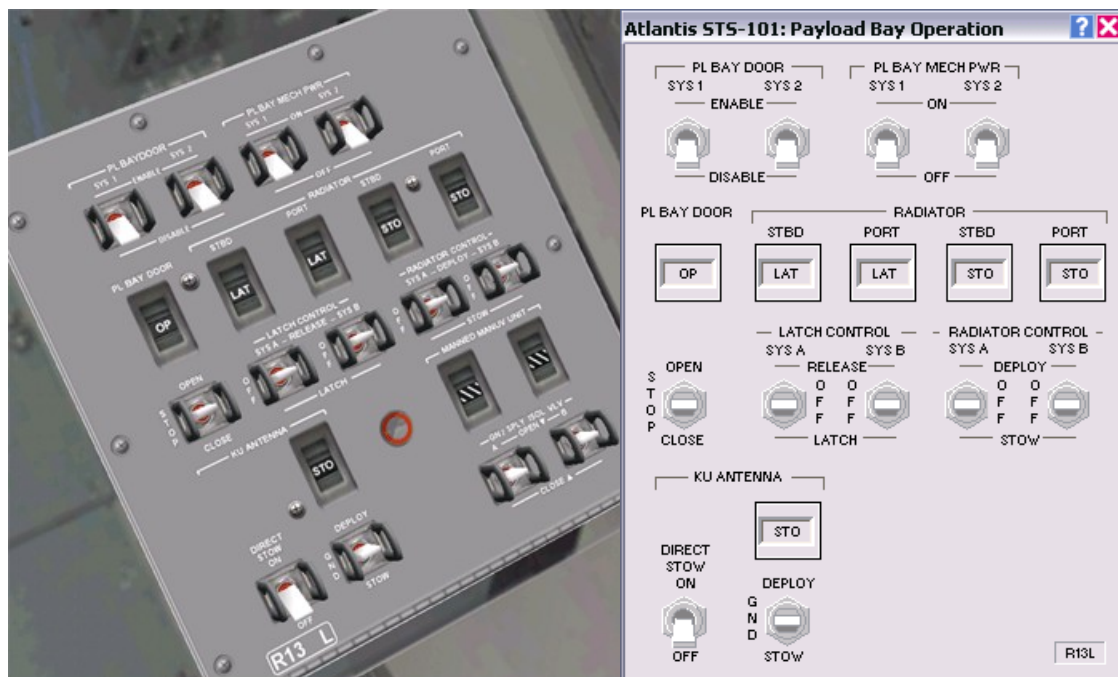 PL BAYDOOR
SYS 1 ENABLE SYS 2
DISABLE
PL BAY MECH PWR
SYS 1 ON SYS 2
OFF
RADIATOR
STBD PORT STBD PORT
PL BAY DOOR
OP LAT LAT STO STO
OPEN
STOP
CLOSE
LATCH CONTROL
SYS A - RELEASE - SYS B
OFF OFF
LATCH
RADIATOR CONTROL
SYS A - DEPLOY - SYS B
OFF OFF
STOW
MANNED MANUV UNIT
GN2 SPLY ISOL VLV
A OPEN ▼ B
CLOSE ▲
KU ANTENNA
STO
DIRECT
STOW
ON
OFF
DEPLOY
GND
STOW
R13 L
Atlantis STS-101: Payload Bay Operation
?
X
PL BAY DOOR PL BAY MECH PWR
SYS 1 SYS 2 SYS 1 SYS 2
ENABLE ON
DISABLE OFF
PL BAY DOOR RADIATOR
STBD PORT STBD PORT
OP LAT LAT STO STO
LATCH CONTROL RADIATOR CONTROL
SYS A SYS B SYS A SYS B
OPEN RELEASE DEPLOY
STOP OFF OFF OFF OFF
CLOSE LATCH STOW
KU ANTENNA
STO
DIRECT
STOW
ON DEPLOY
GND
OFF STOW
R13L